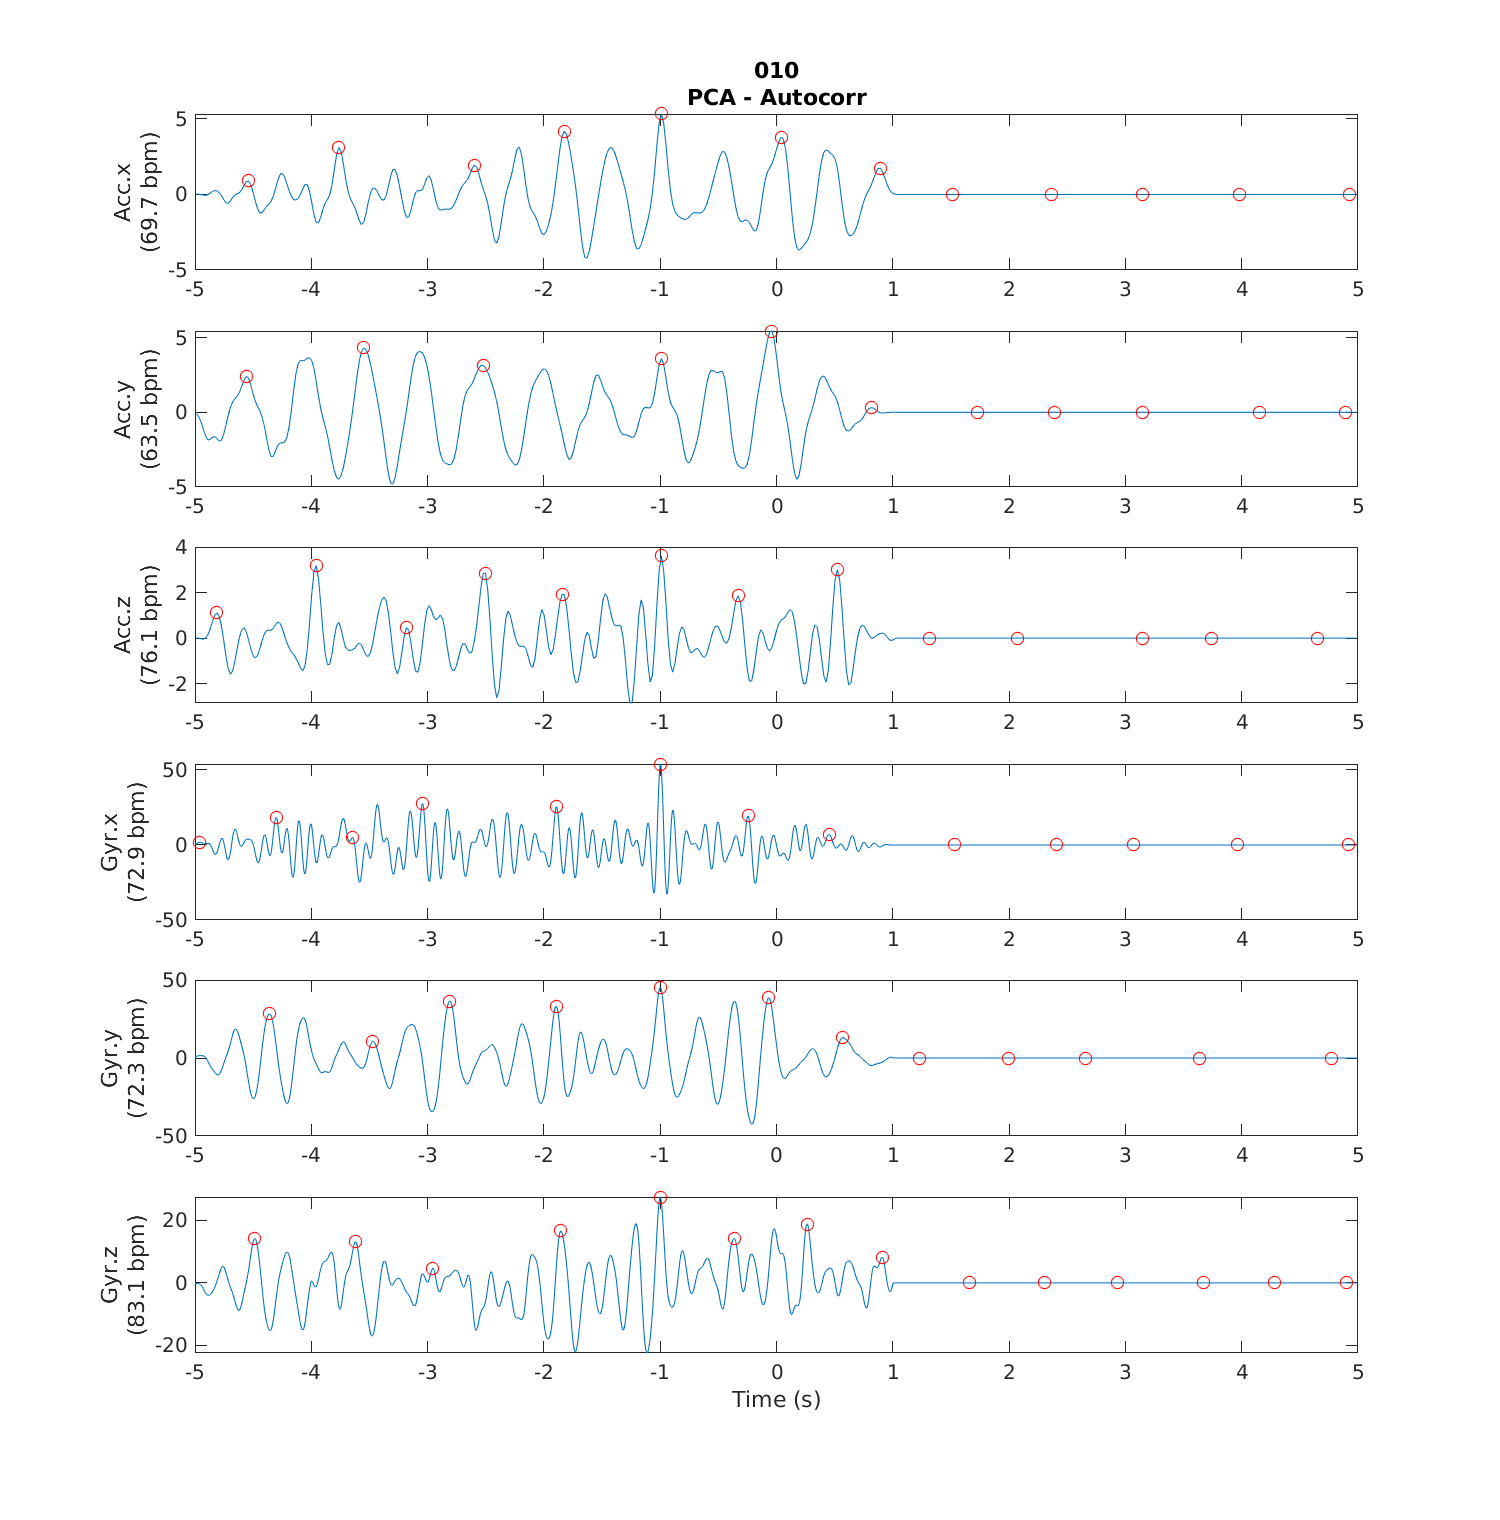 010
PCA - Autocorr
Acc.x
(69.7 bpm)
5
0
-5
-5 -4 -3 -2 -1 0 1 2 3 4 5
Acc.y
(63.5 bpm)
5
0
-5
-5 -4 -3 -2 -1 0 1 2 3 4 5
Acc.z
(76.1 bpm)
4
2
0
-2
-5 -4 -3 -2 -1 0 1 2 3 4 5
Gyr.x
(72.9 bpm)
50
0
-50
-5 -4 -3 -2 -1 0 1 2 3 4 5
Gyr.y
(72.3 bpm)
50
0
-50
-5 -4 -3 -2 -1 0 1 2 3 4 5
Gyr.z
(83.1 bpm)
20
0
-20
-5 -4 -3 -2 -1 0 1 2 3 4 5
Time (s)